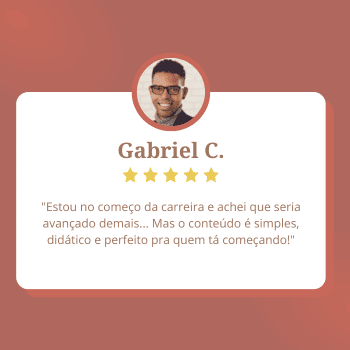 Gabriel C.
"Estou no começo da carreira e achei que seria
avançado demais... Mas o conteúdo é simples,
didático e perfeito pra quem tá começando!"